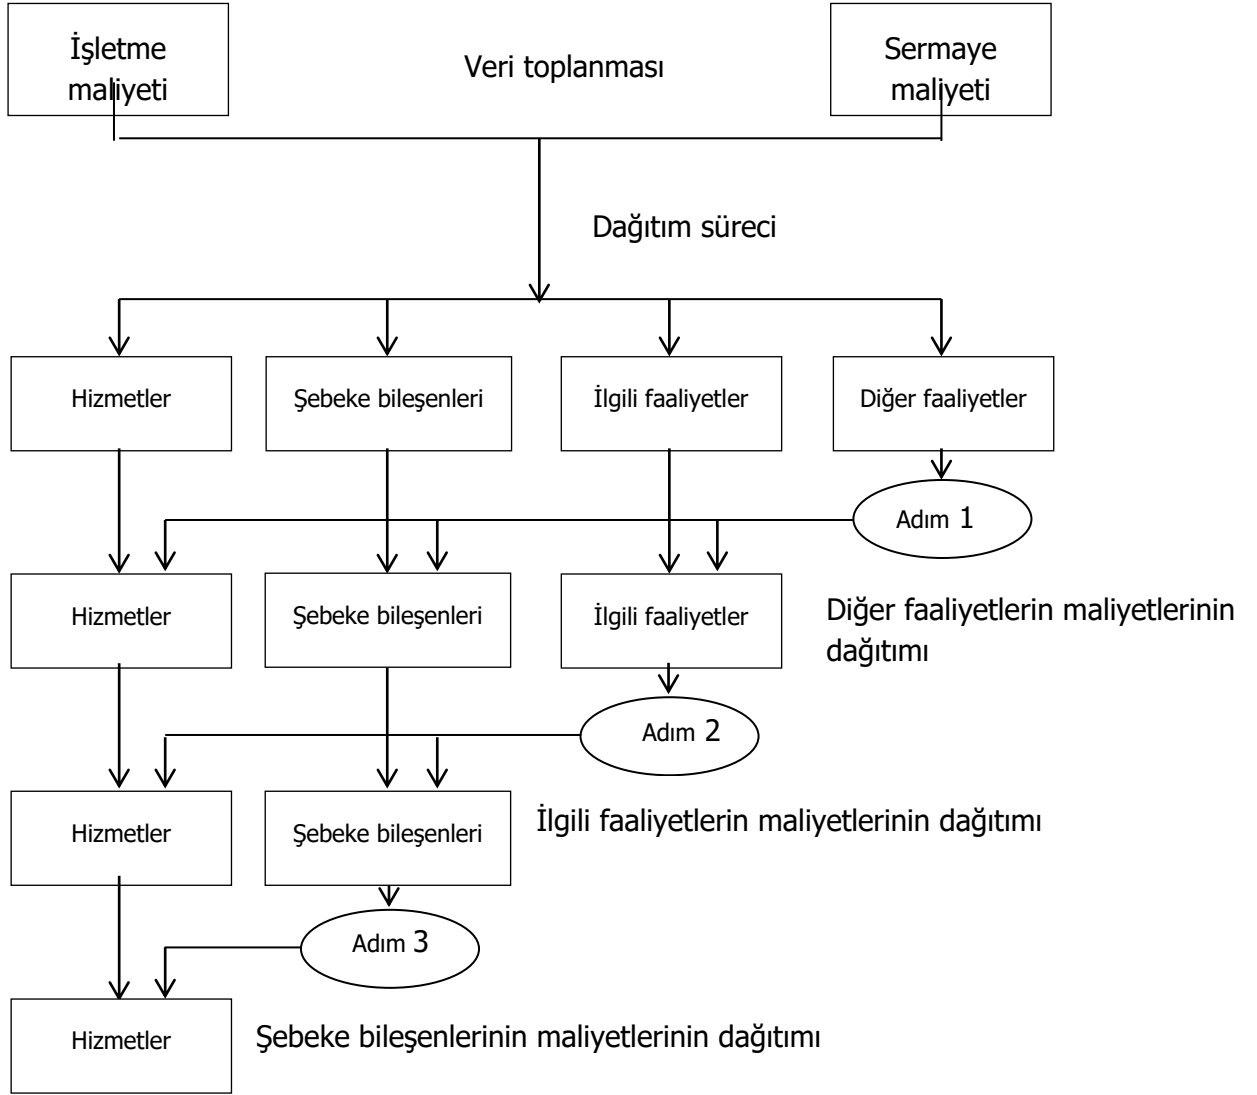 İşletme
maliyeti
Veri toplanması
Sermaye
maliyeti
Dağıtım süreci
Hizmetler
Şebeke bileşenleri
İlgili faaliyetler
Diğer faaliyetler
Adım 1
Hizmetler
Şebeke bileşenleri
İlgili faaliyetler
Diğer faaliyetlerin maliyetlerinin
dağıtımı
Adım 2
Hizmetler
Şebeke bileşenleri
İlgili faaliyetlerin maliyetlerinin dağıtımı
Adım 3
Hizmetler
Şebeke bileşenlerinin maliyetlerinin dağıtımı